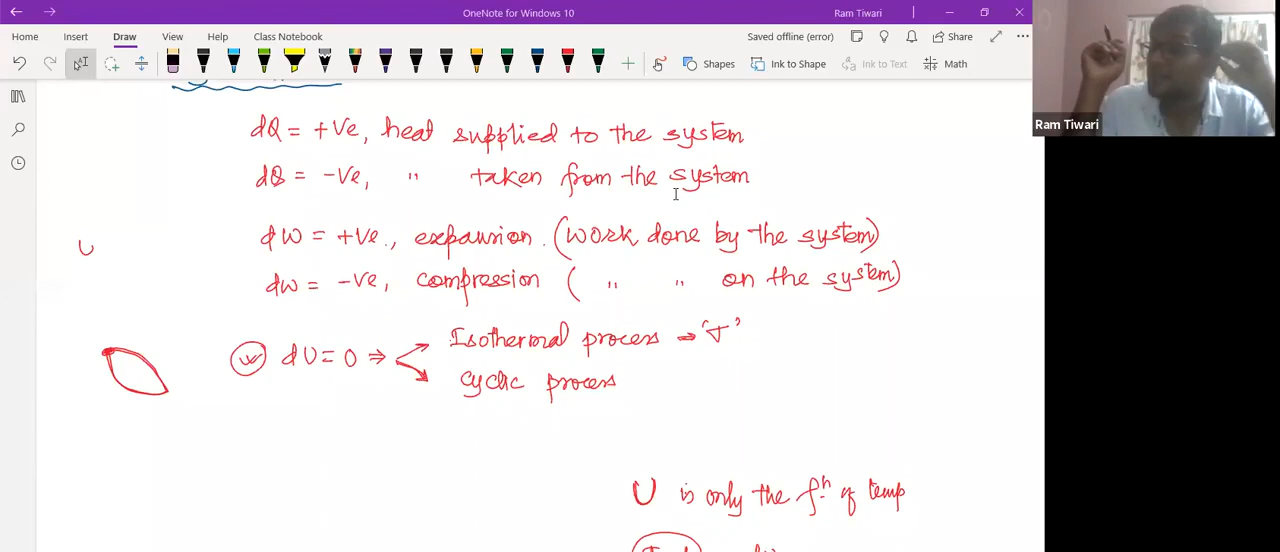 OneNote for Windows 10
Ram Tiwari
Home Insert Draw View Help Class Notebook
Saved offline (error) Share
Shapes Ink to Shape Ink to Text Math
Ram Tiwari
dQ = +ve, heat supplied to the system
dQ = -ve, " taken from the system
dW = +ve., expansion. (work done by the system)
dw = -ve, compression ( " " on the system)
U
dU = 0 ⇒ Isothermal process → 'T'
cyclic process
U is only the fⁿ of temp